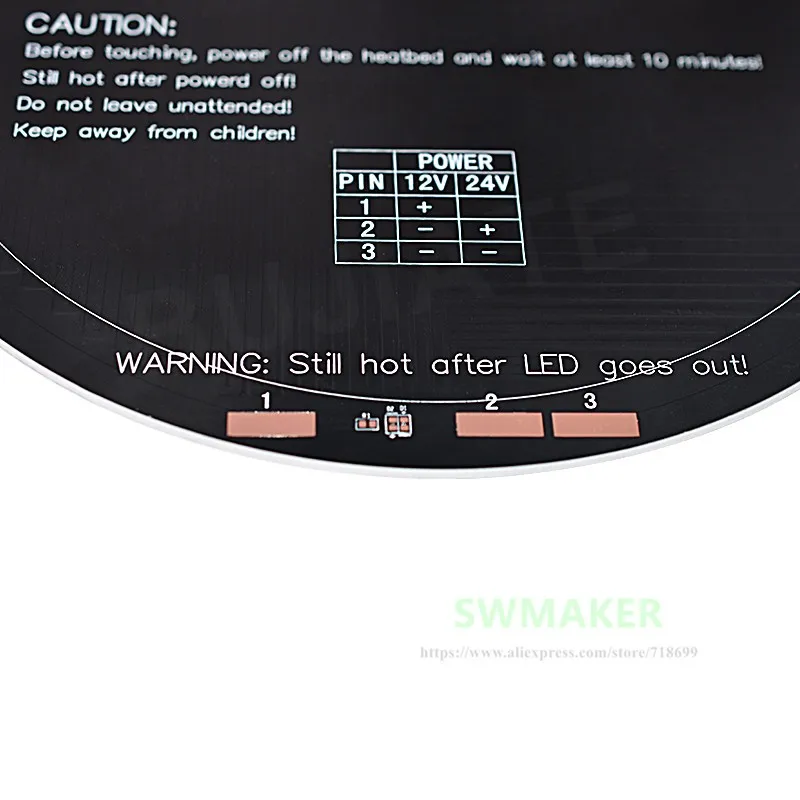 CAUTION:
Before touching, power off the heatbed and wait at least 10 minutes!
Still hot after powerd off!
Do not leave unattended!
Keep away from children!
POWER
PIN 12V 24V
1 +
2 - +
3 - -
WARNING: Still hot after LED goes out!
1 2 3
SWMAKER
https://www.aliexpress.com/store/718699